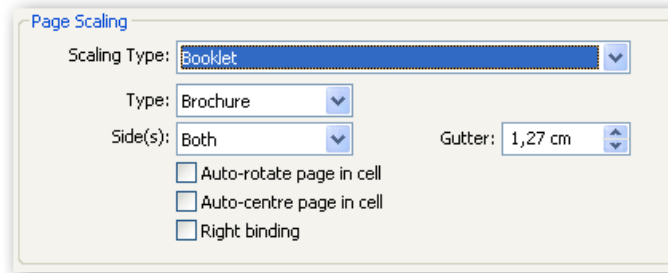 Page Scaling
Scaling Type: Booklet
Type: Brochure
Side(s): Both Gutter: 1,27 cm
Auto-rotate page in cell
Auto-centre page in cell
Right binding